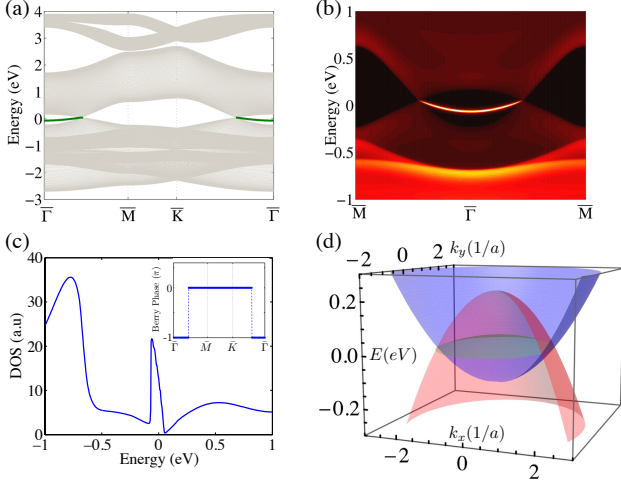 (a)
Energy (eV)
4
3
2
1
0
−1
−2
−3
Γ̅ M̅ K̅ Γ̅
(b)
Energy (eV)
1
0.5
0
−0.5
−1
M̅ Γ̅ M̅
(c)
DOS (a.u)
40
30
20
10
0
−1 −0.5 0 0.5 1
Energy (eV)
Berry Phase (π)
0
−1
Γ̅ M̅ K̅ Γ̅
(d)
−2 0 2 k_y(1/a)
0.2
E(eV) 0.0
−0.2
k_x(1/a)
−2 0 2